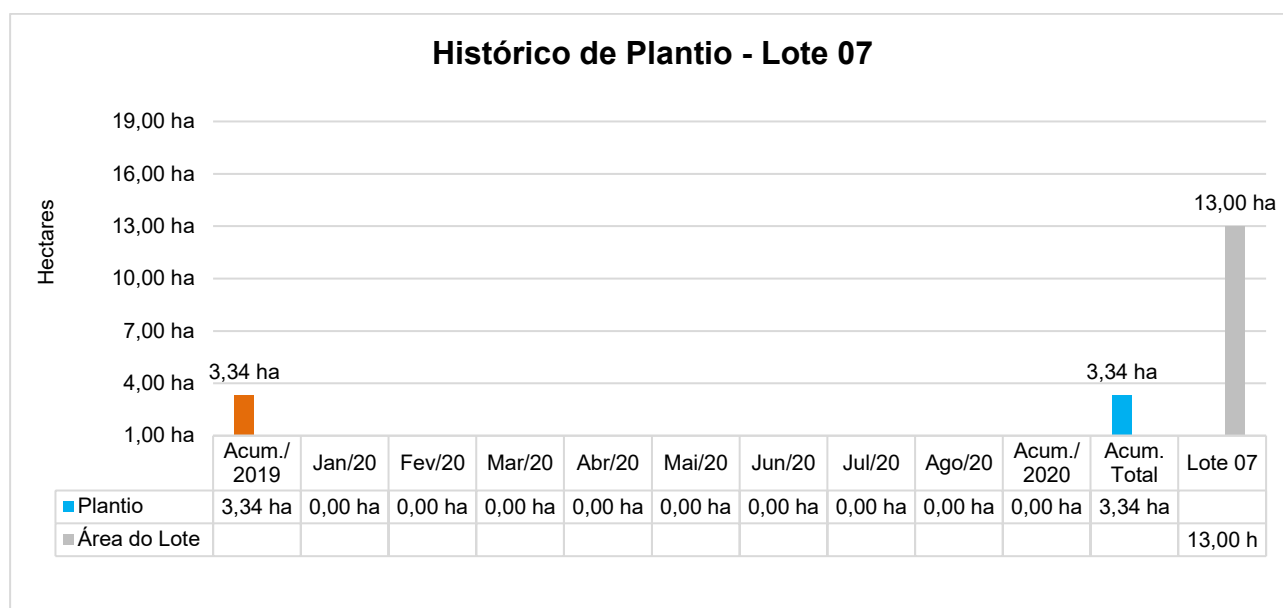 Histórico de Plantio - Lote 07
Hectares
19,00 ha
16,00 ha
13,00 ha
10,00 ha
7,00 ha
4,00 ha
1,00 ha
3,34 ha
3,34 ha
13,00 ha
Acum./ 2019 Jan/20 Fev/20 Mar/20 Abr/20 Mai/20 Jun/20 Jul/20 Ago/20 Acum./ 2020 Acum. Total Lote 07
Plantio 3,34 ha 0,00 ha 0,00 ha 0,00 ha 0,00 ha 0,00 ha 0,00 ha 0,00 ha 0,00 ha 0,00 ha 3,34 ha
Área do Lote 13,00 h